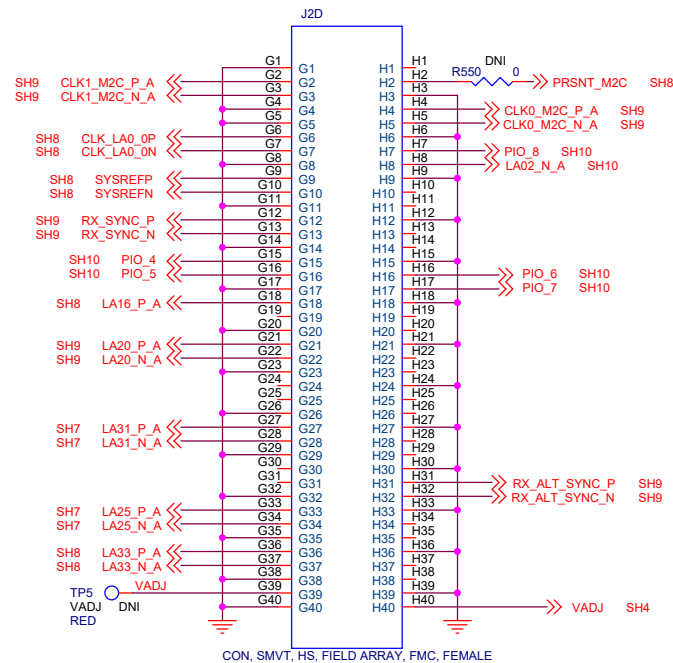 J2D
G1 G1 H1 H1
SH9 CLK1_M2C_P_A G2 G2 H2 H2 R550 DNI 0 PRSNT_M2C SH8
SH9 CLK1_M2C_N_A G3 G3 H3 H3
G4 G4 H4 H4 CLK0_M2C_P_A SH9
G5 G5 H5 H5 CLK0_M2C_N_A SH9
SH8 CLK_LA0_0P G6 G6 H6 H6
SH8 CLK_LA0_0N G7 G7 H7 H7 PIO_8 SH10
G8 G8 H8 H8 LA02_N_A SH10
SH8 SYSREFP G9 G9 H9 H9
SH8 SYSREFN G10 G10 H10 H10
G11 G11 H11 H11
SH9 RX_SYNC_P G12 G12 H12 H12
SH9 RX_SYNC_N G13 G13 H13 H13
G14 G14 H14 H14
SH10 PIO_4 G15 G15 H15 H15
SH10 PIO_5 G16 G16 H16 H16 PIO_6 SH10
G17 G17 H17 H17 PIO_7 SH10
SH8 LA16_P_A G18 G18 H18 H18
G19 G19 H19 H19
G20 G20 H20 H20
SH9 LA20_P_A G21 G21 H21 H21
SH9 LA20_N_A G22 G22 H22 H22
G23 G23 H23 H23
G24 G24 H24 H24
G25 G25 H25 H25
G26 G26 H26 H26
SH7 LA31_P_A G27 G27 H27 H27
SH7 LA31_N_A G28 G28 H28 H28
G29 G29 H29 H29
G30 G30 H30 H30
G31 G31 H31 H31 RX_ALT_SYNC_P SH9
G32 G32 H32 H32 RX_ALT_SYNC_N SH9
SH7 LA25_P_A G33 G33 H33 H33
SH7 LA25_N_A G34 G34 H34 H34
G35 G35 H35 H35
SH8 LA33_P_A G36 G36 H36 H36
SH8 LA33_N_A G37 G37 H37 H37
G38 G38 H38 H38
TP5 VADJ G39 G39 H39 H39
VADJ DNI G40 G40 H40 H40 VADJ SH4
RED
CON, SMVT, HS, FIELD ARRAY, FMC, FEMALE